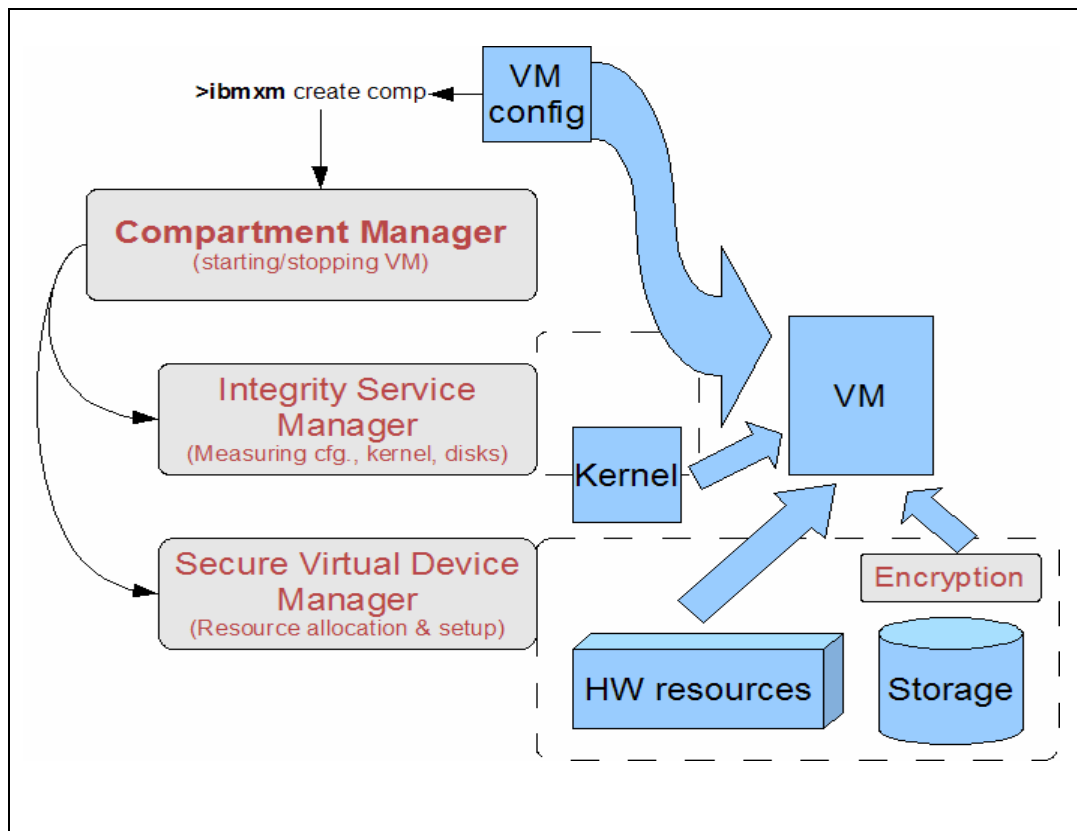 VM
config
>ibmxm create comp
Compartment Manager
(starting/stopping VM)
Integrity Service
Manager
(Measuring cfg., kernel, disks)
VM
Kernel
Secure Virtual Device
Manager
(Resource allocation & setup)
Encryption
HW resources
Storage